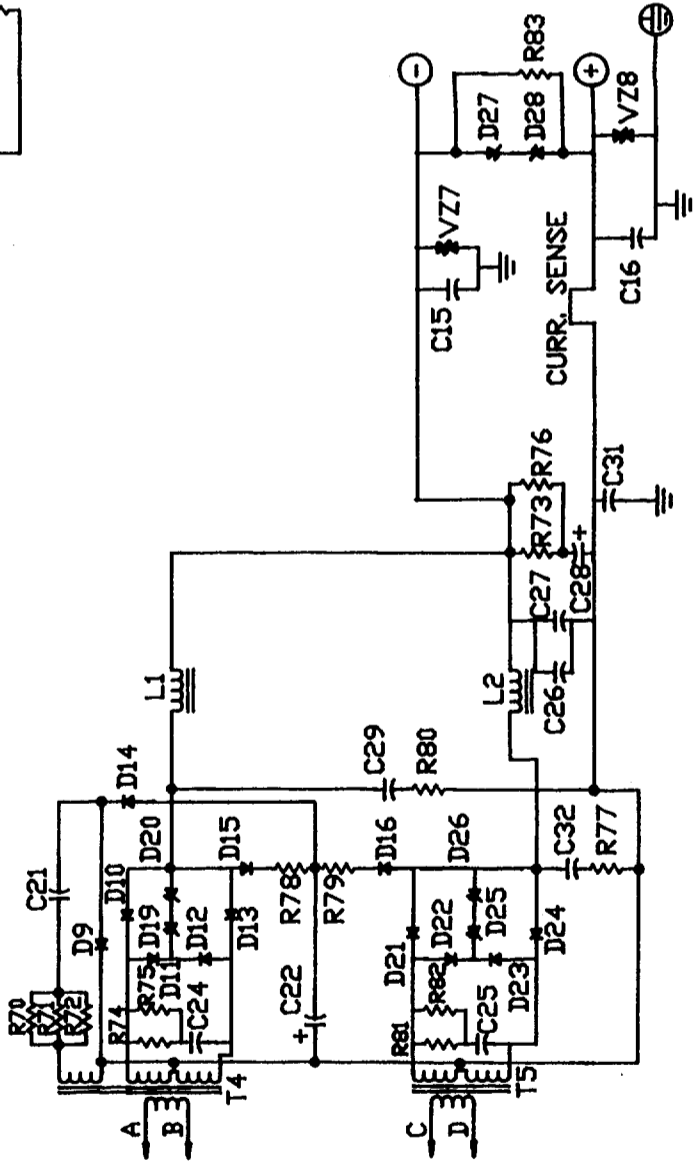 C21
R70
R71
R72
D9
D14
D10
D20
L1
R75
D19
D11
D12
D15
R74
C24
D13
R78
R79
C22
+
C29
R80
A
B
T4
D16
D26
D21
D22
R82
D25
R81
C25
D23
D24
C32
R77
C
D
T5
L2
C26
C27
C28
+
R73
R76
C31
C15
VZ7
CURR. SENSE
C16
D27
D28
R83
VZ8
-
+